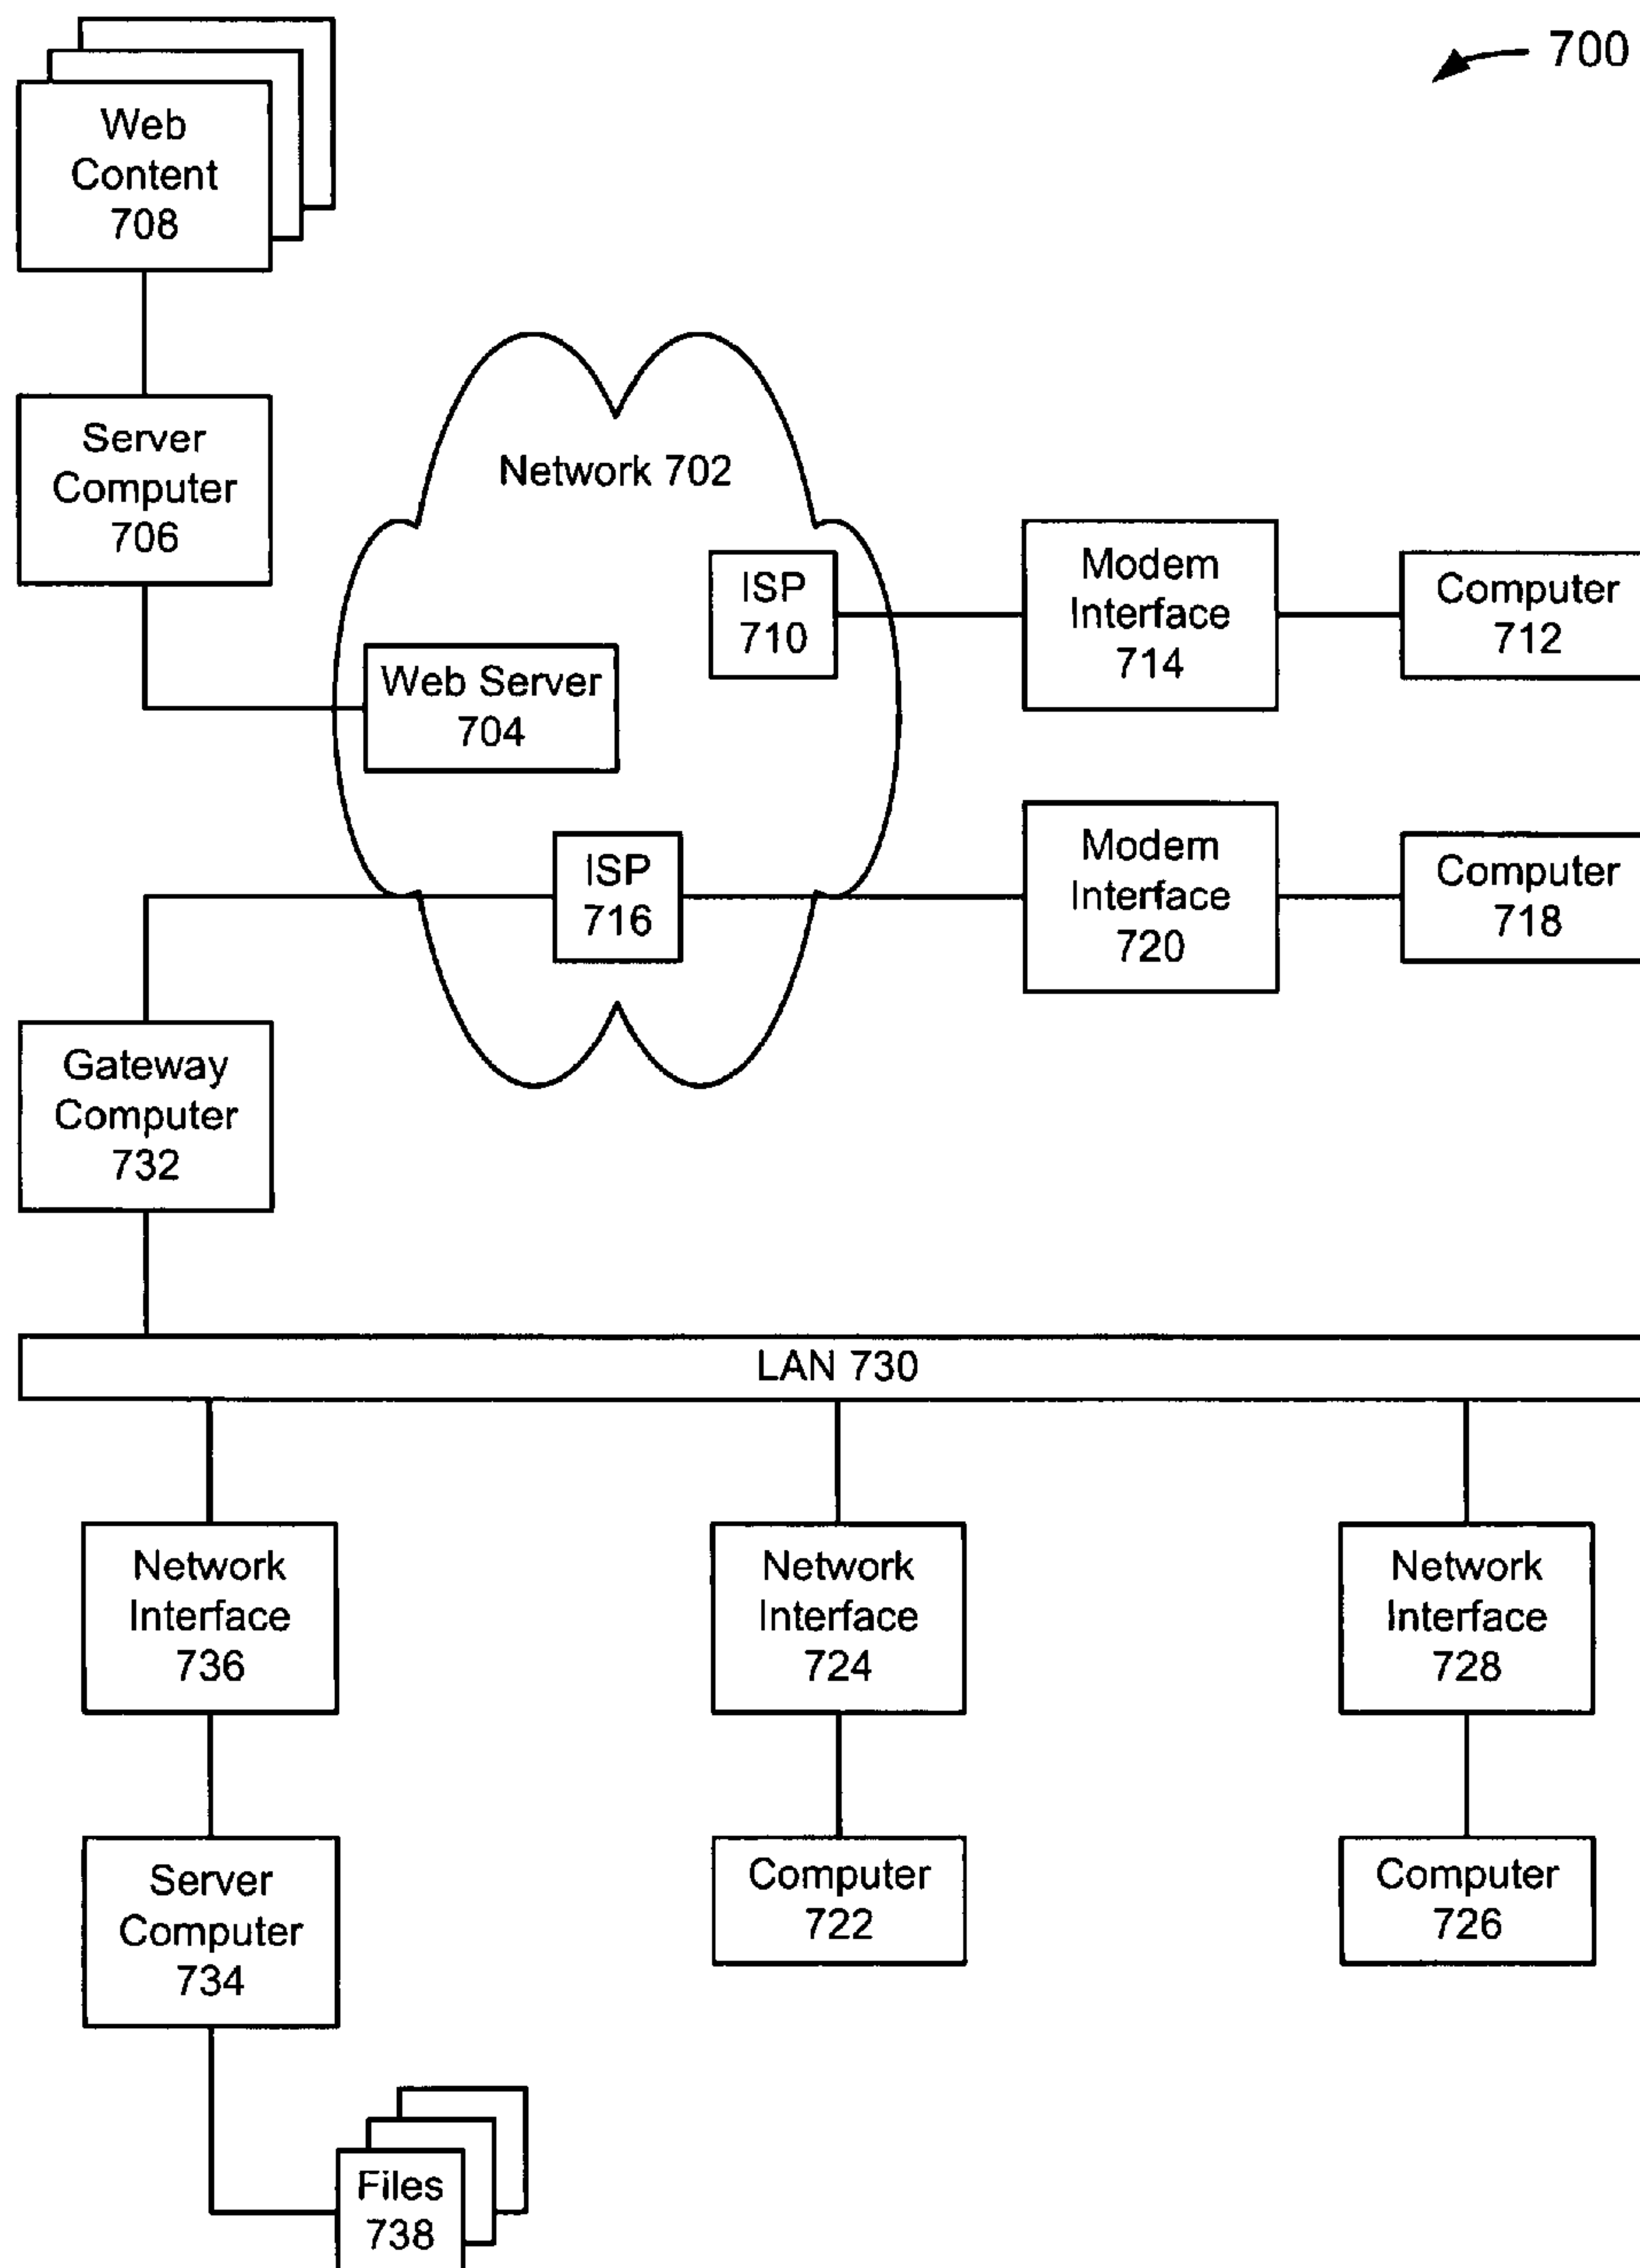 700
Web
Content
708
Server
Computer
706
Network 702
ISP
710
Modem
Interface
714
Computer
712
Web Server
704
ISP
716
Modem
Interface
720
Computer
718
Gateway
Computer
732
LAN 730
Network
Interface
736
Network
Interface
724
Network
Interface
728
Server
Computer
734
Computer
722
Computer
726
Files
738